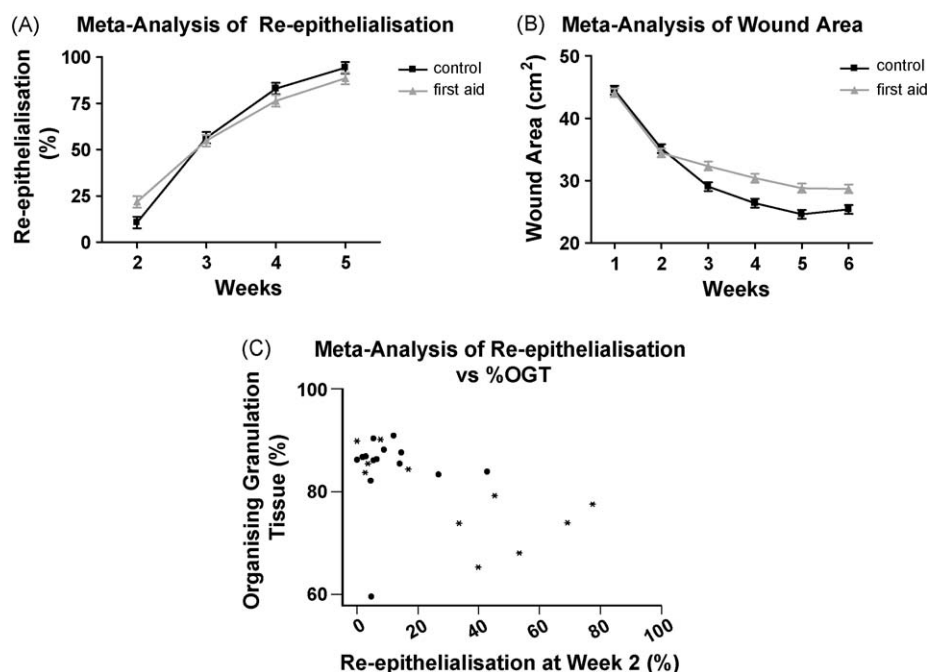 (A)
Meta-Analysis of Re-epithelialisation
control
first aid
Re-epithelialisation
(%)
100
75
50
25
0
2 3 4 5
Weeks
(B)
Meta-Analysis of Wound Area
control
first aid
Wound Area (cm²)
50
40
30
20
1 2 3 4 5 6
Weeks
(C)
Meta-Analysis of Re-epithelialisation
vs %OGT
Organising Granulation
Tissue (%)
100
80
60
0 20 40 60 80 100
Re-epithelialisation at Week 2 (%)